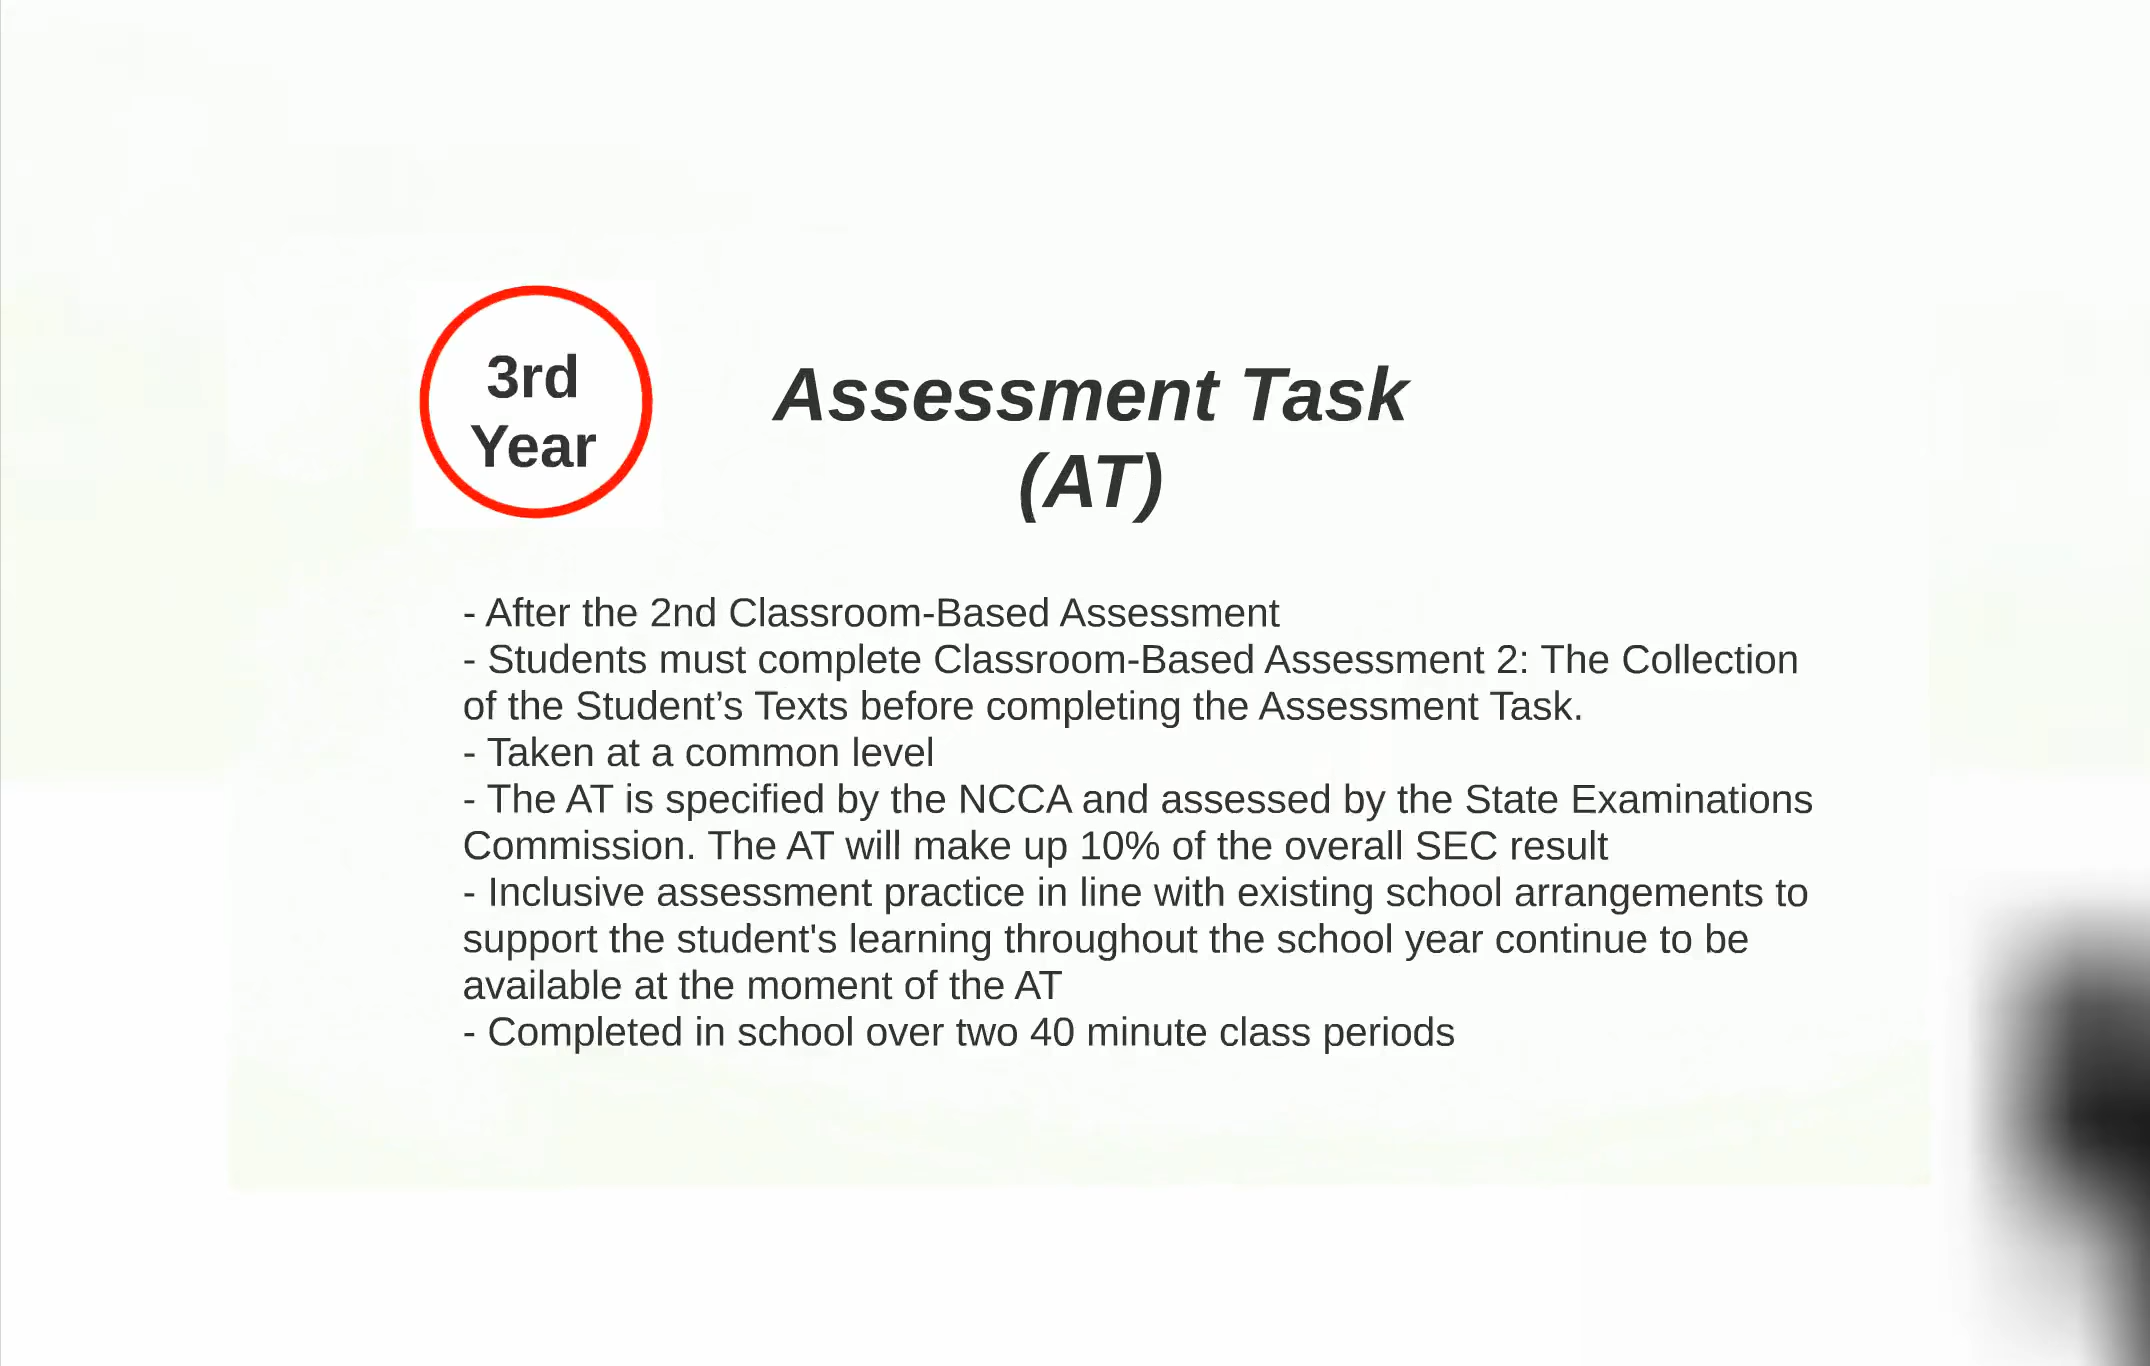 3rd
Year
Assessment Task
(AT)
- After the 2nd Classroom-Based Assessment
- Students must complete Classroom-Based Assessment 2: The Collection
of the Student’s Texts before completing the Assessment Task.
- Taken at a common level
- The AT is specified by the NCCA and assessed by the State Examinations
Commission. The AT will make up 10% of the overall SEC result
- Inclusive assessment practice in line with existing school arrangements to
support the student's learning throughout the school year continue to be
available at the moment of the AT
- Completed in school over two 40 minute class periods